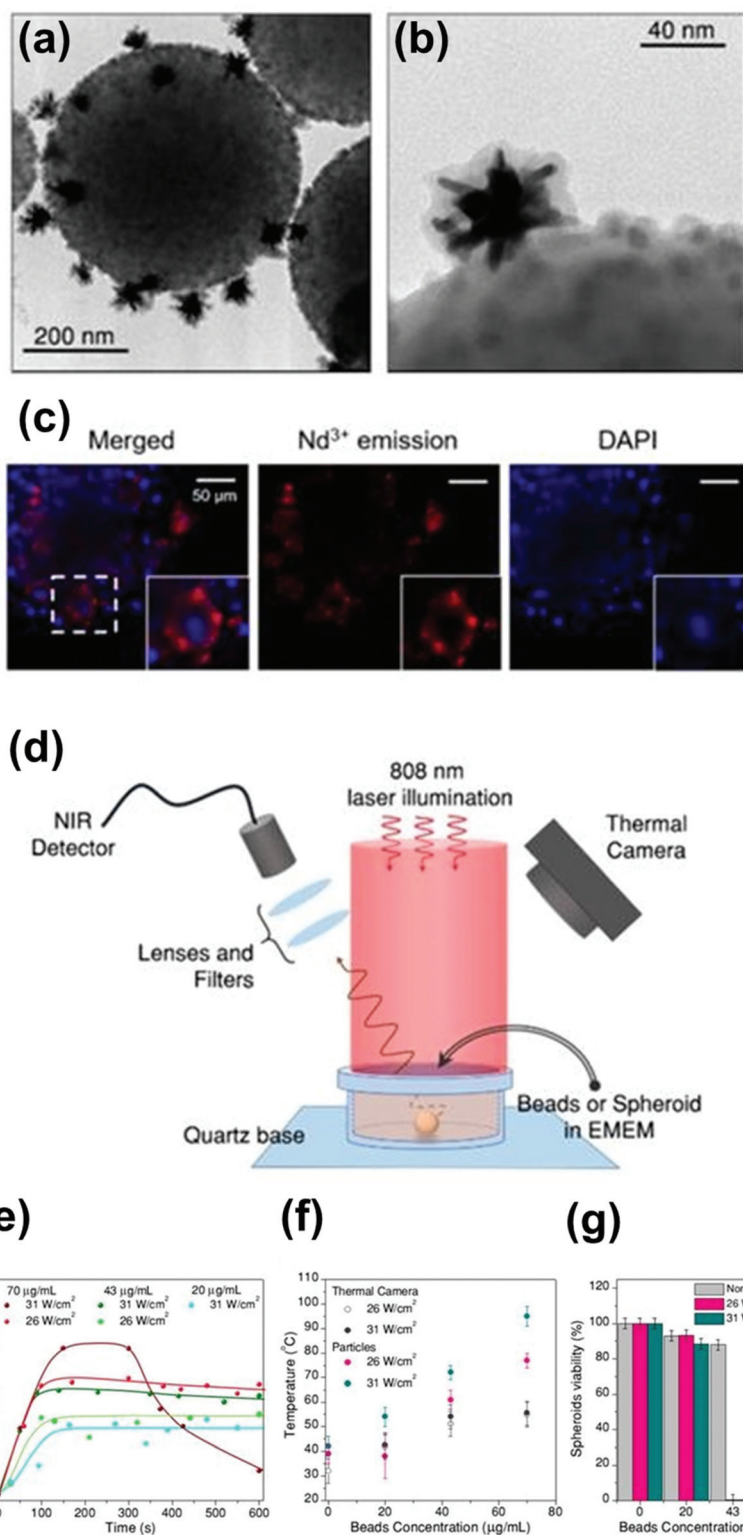 (a)
200 nm
(b)
40 nm
(c)
Merged
50 μm
Nd³⁺ emission
DAPI
(d)
808 nm
laser illumination
NIR
Detector
Thermal
Camera
Lenses and
Filters
Beads or Spheroid
in EMEM
Quartz base
e)
70 μg/mL 43 μg/mL 20 μg/mL
31 W/cm² 31 W/cm² 31 W/cm²
26 W/cm² 26 W/cm²
0 100 200 300 400 500 600
Time (s)
(f)
Temperature (°C)
110
100
90
80
70
60
50
40
30
20
Thermal Camera
26 W/cm²
31 W/cm²
Particles
26 W/cm²
31 W/cm²
0 20 40 60 80
Beads Concentration (μg/mL)
(g)
Spheroids viability (%)
120
100
80
60
40
20
0
Non
26 W
31 W
0 20 43
Beads Concentration